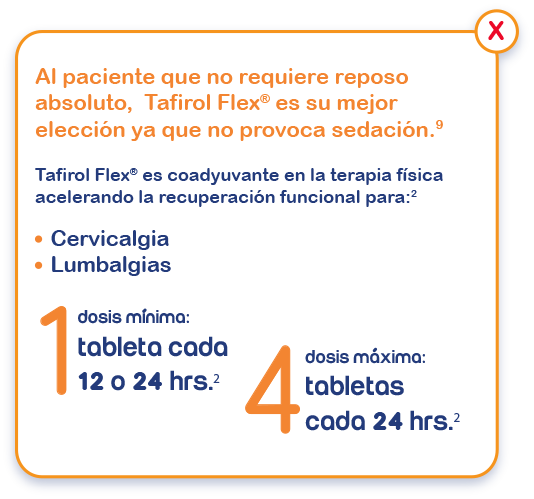 X
Al paciente que no requiere reposo
absoluto, Tafirol Flex® es su mejor
elección ya que no provoca sedación.⁹
Tafirol Flex® es coadyuvante en la terapia física
acelerando la recuperación funcional para:²
• Cervicalgia
• Lumbalgias
1 dosis mínima:
tableta cada
12 o 24 hrs.²
4 dosis máxima:
tabletas
cada 24 hrs.²